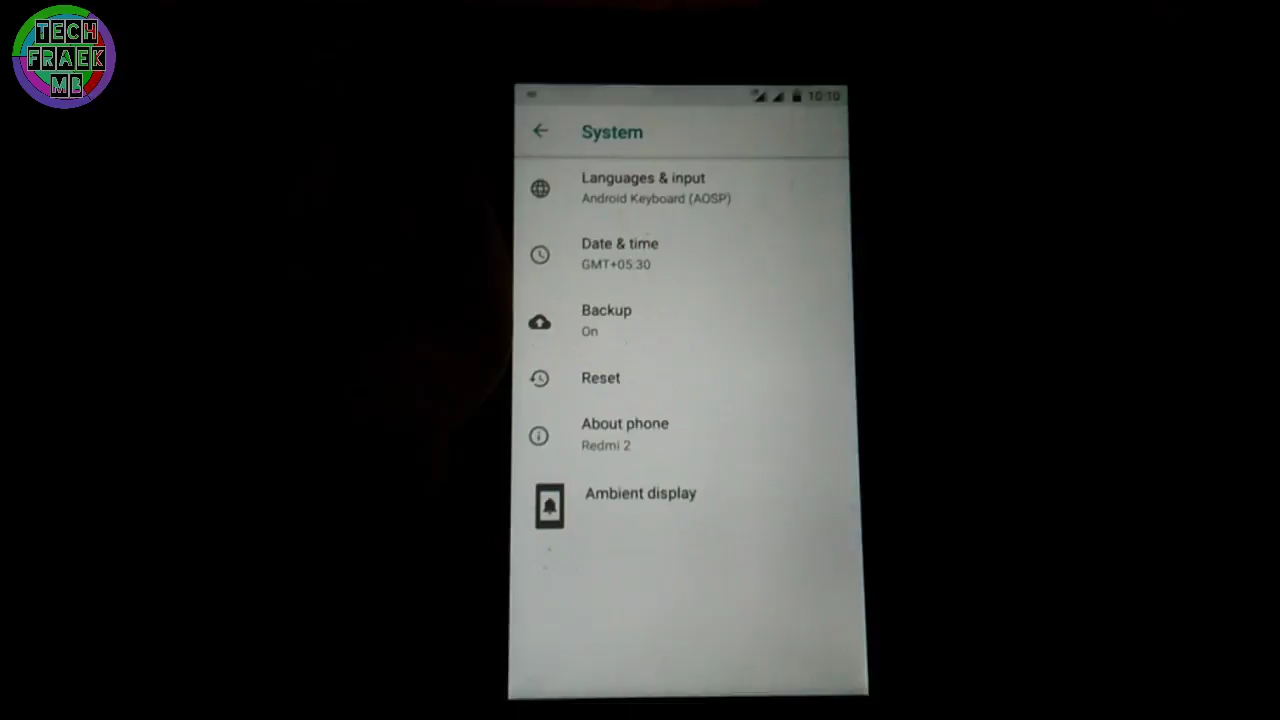 TECH
FRAEK
MB
10:10
System
Languages & input
Android Keyboard (AOSP)
Date & time
GMT+05:30
Backup
On
Reset
About phone
Redmi 2
Ambient display